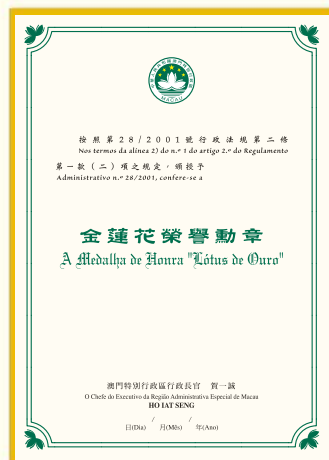 MACAU
按照第28/2001號行政法規第二條
Nos termos da alínea 2) do n.º 1 do artigo 2.º do Regulamento
第一款（二）項之規定，頒授予
Administrativo n.º 28/2001, confere-se a
金蓮花榮譽勳章
A Medalha de Honra "Lótus de Ouro"
澳門特別行政區行政長官 賀一誠
O Chefe do Executivo da Região Administrativa Especial de Macau
HO IAT SENG
/ /
日(Dia) 月(Mês) 年(Ano)